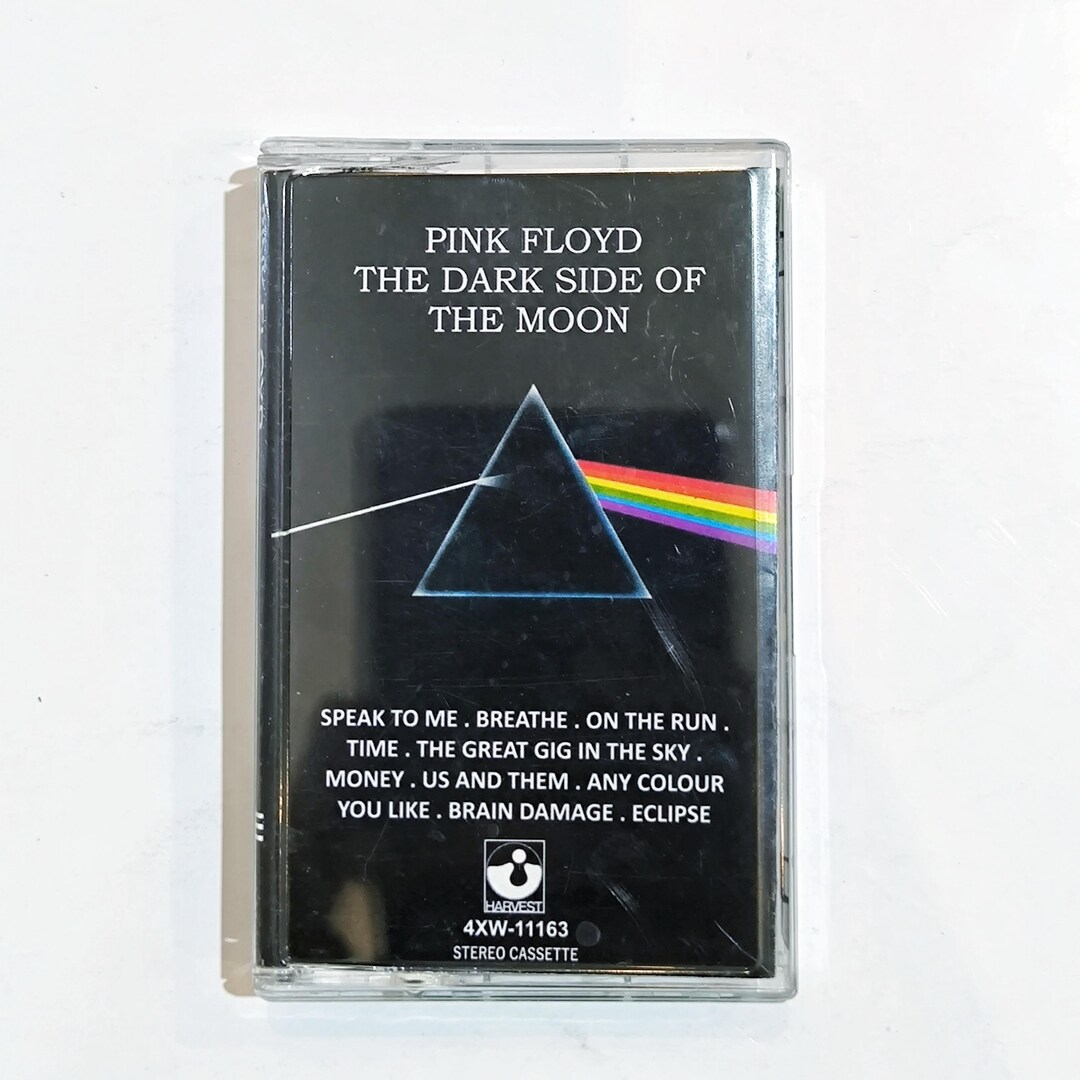 PINK FLOYD
THE DARK SIDE OF
THE MOON
SPEAK TO ME . BREATHE . ON THE RUN .
TIME . THE GREAT GIG IN THE SKY .
MONEY . US AND THEM . ANY COLOUR
YOU LIKE . BRAIN DAMAGE . ECLIPSE
HARVEST
4XW-11163
STEREO CASSETTE